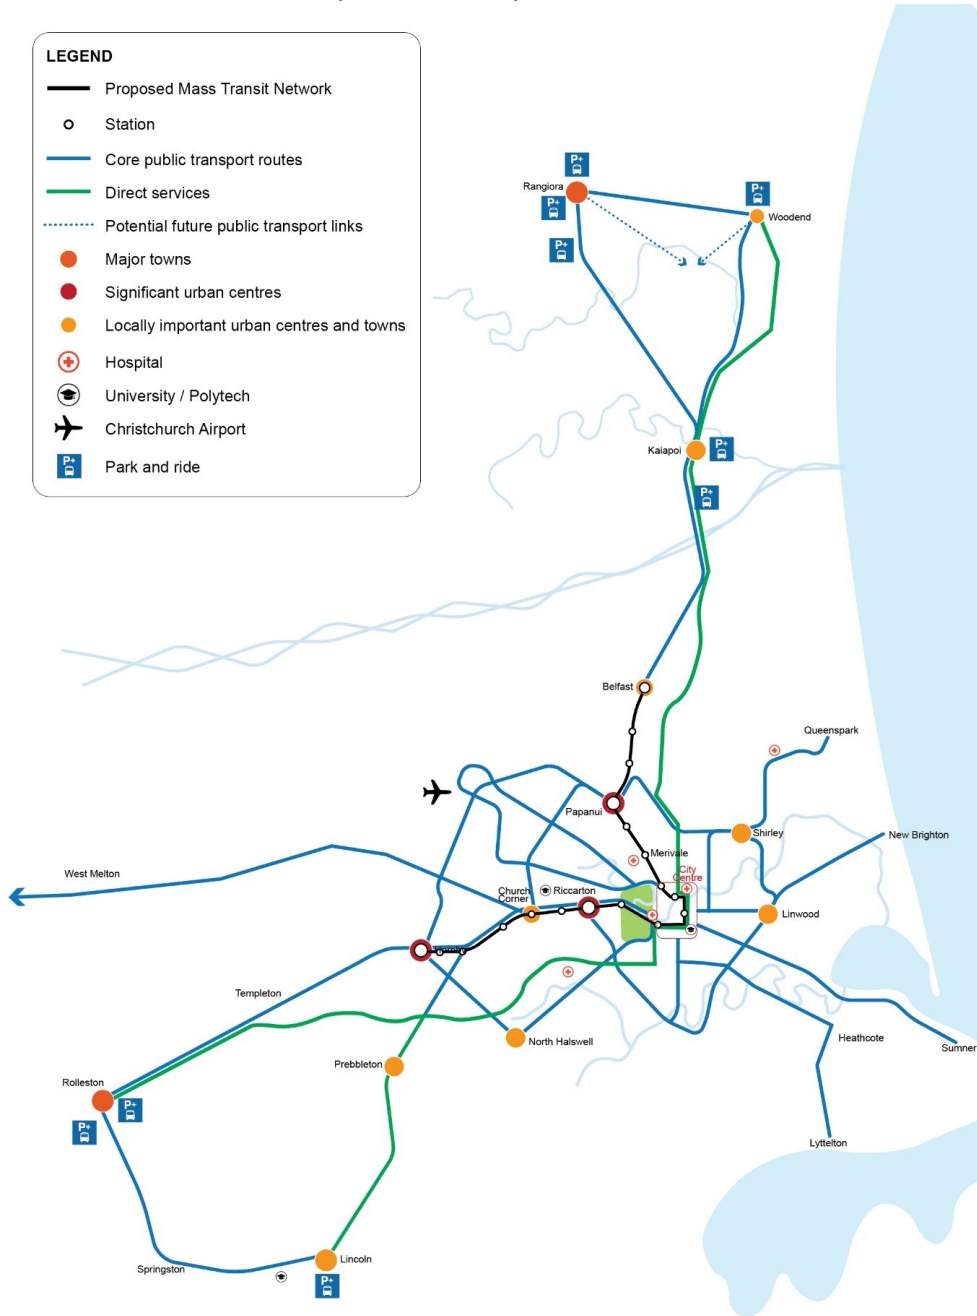 LEGEND
Proposed Mass Transit Network
Station
Core public transport routes
Direct services
Potential future public transport links
Major towns
Significant urban centres
Locally important urban centres and towns
Hospital
University / Polytech
Christchurch Airport
P+
Park and ride
P+
Rangiora
P+
P+
P+
Woodend
Kaiapoi
P+
P+
Belfast
Queenspark
Papanui
Shirley
New Brighton
Merivale
City
Centre
West Melton
Church
Corner
Riccarton
Linwood
Templeton
North Halswell
Heathcote
Sumner
Prebbleton
Rolleston
P+
P+
Lyttelton
Springston
Lincoln
P+